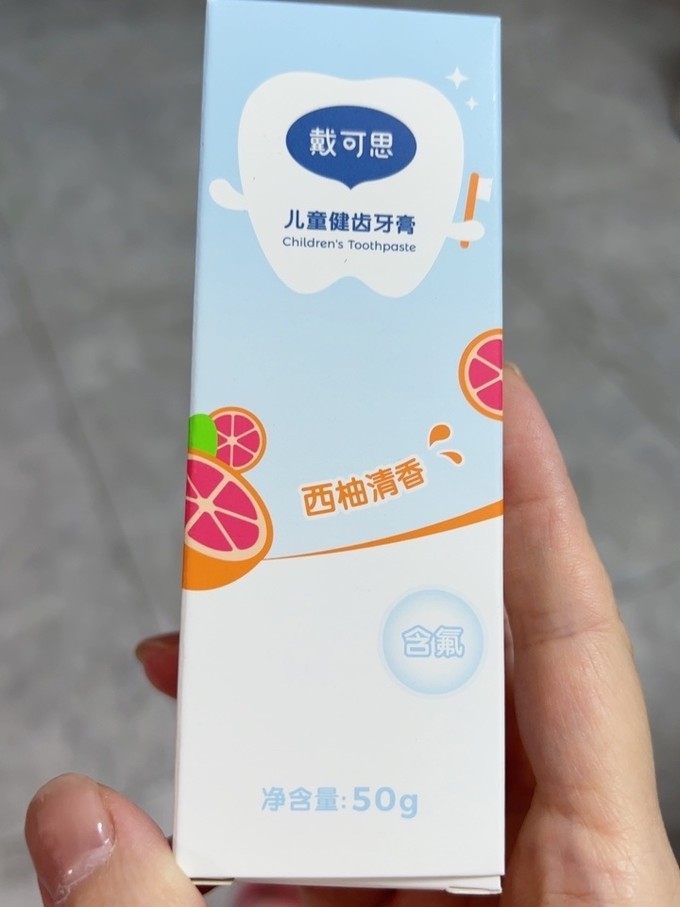 戴可思
儿童健齿牙膏
Children's Toothpaste
西柚清香
含氟
净含量:50g